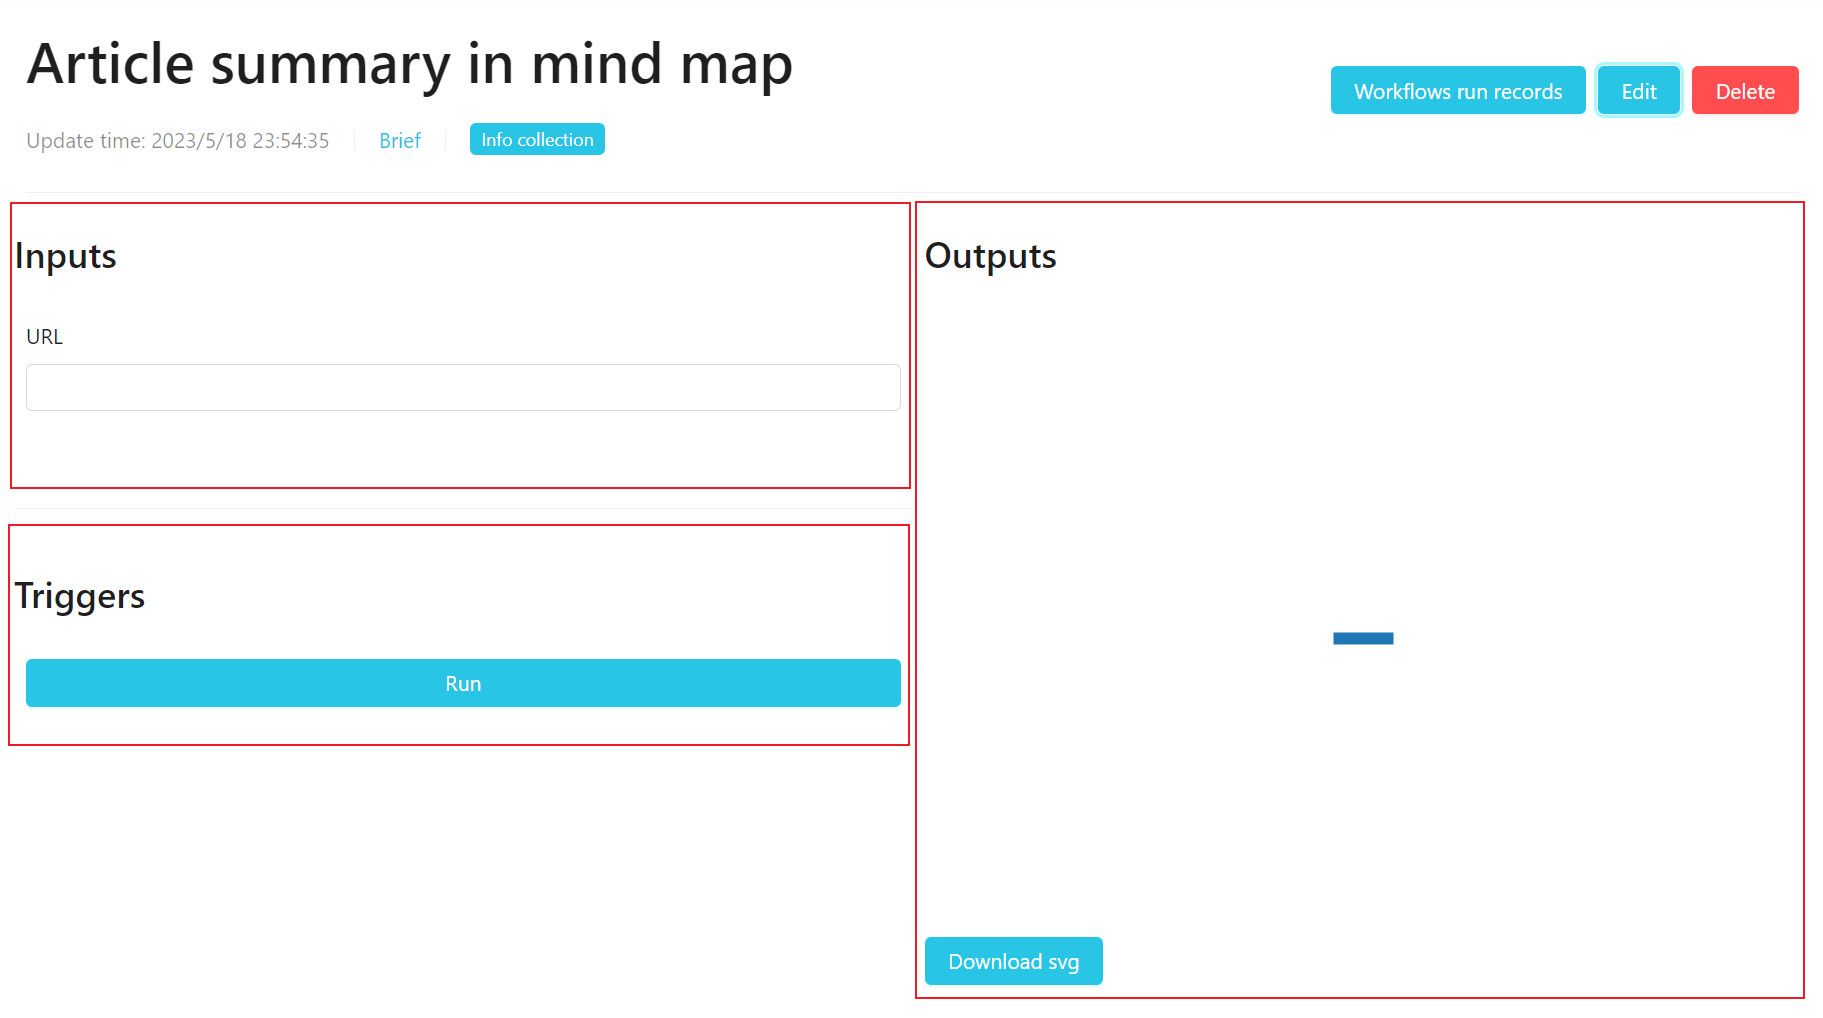 Article summary in mind map
Workflows run records
Edit
Delete
Update time: 2023/5/18 23:54:35
Brief
Info collection
Inputs
URL
Triggers
Run
Outputs
Download svg